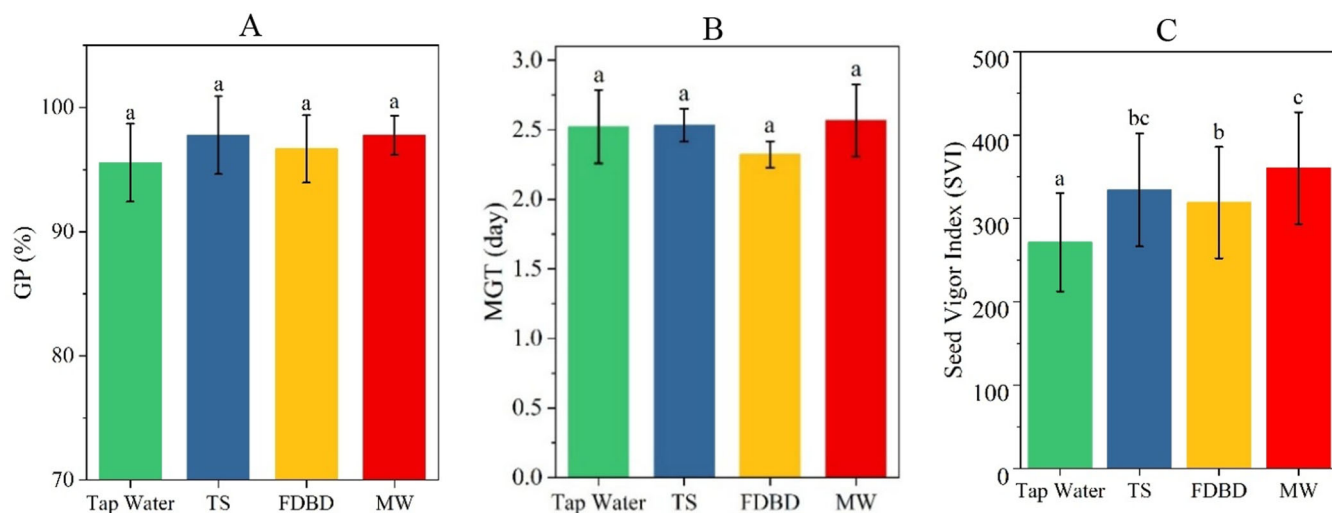 A
GP (%)
100
90
80
70
a
a
a
a
Tap Water TS FDBD MW
B
MGT (day)
3.0
2.5
2.0
1.5
1.0
0.5
0.0
a
a
a
a
Tap Water TS FDBD MW
C
Seed Vigor Index (SVI)
500
400
300
200
100
0
a
bc
b
c
Tap Water TS FDBD MW